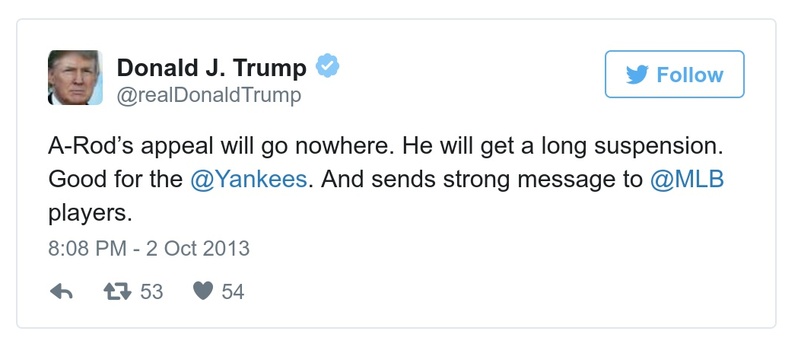 Donald J. Trump
@realDonaldTrump
Follow
A-Rod’s appeal will go nowhere. He will get a long suspension.
Good for the @Yankees. And sends strong message to @MLB
players.
8:08 PM - 2 Oct 2013
53 54